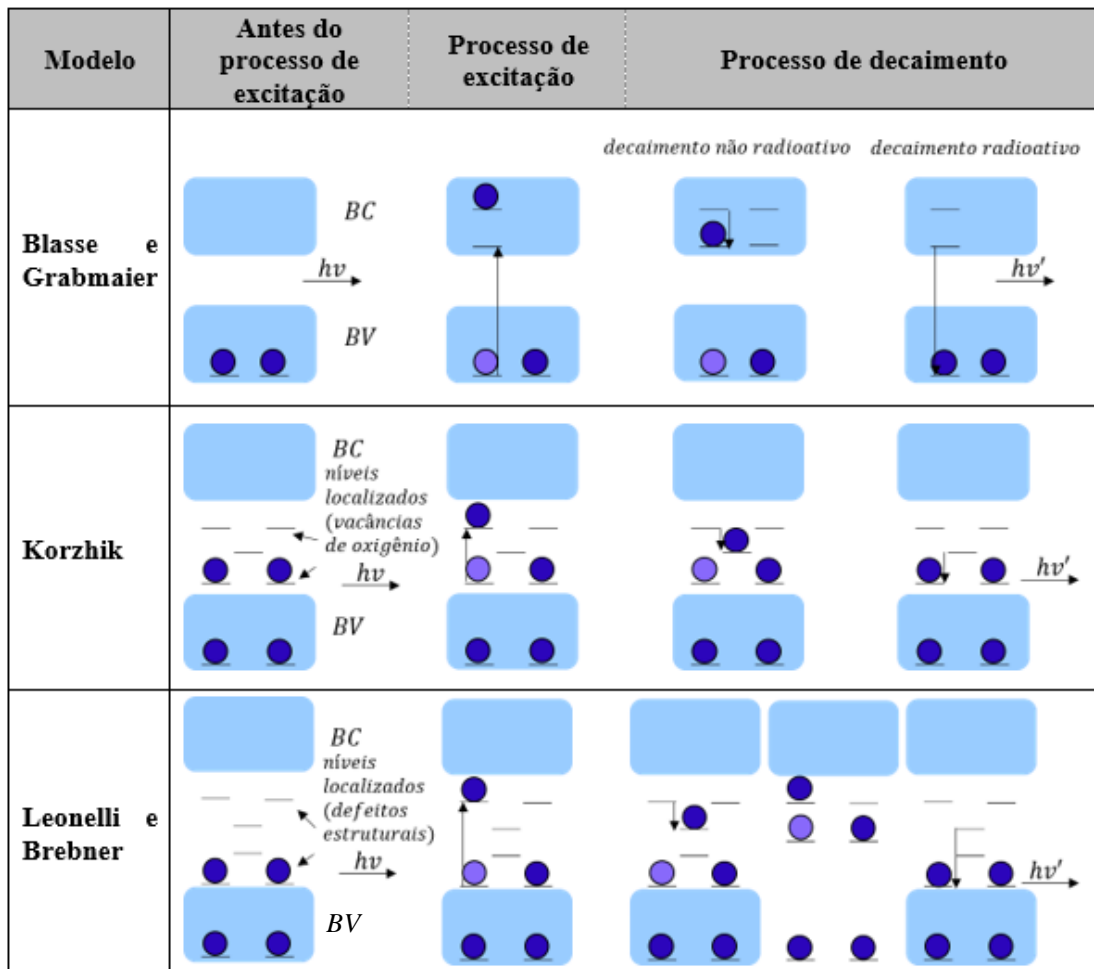 Modelo
Antes do
processo de
excitação
Processo de
excitação
Processo de decaimento
Blasse e
Grabmaier
BC
hν
BV
decaimento não radioativo
decaimento radioativo
hν'
Korzhik
BC
níveis
localizados
(vacâncias
de oxigênio)
hν
BV
hν'
Leonelli e
Brebner
BC
níveis
localizados
(defeitos
estruturais)
hν
BV
hν'